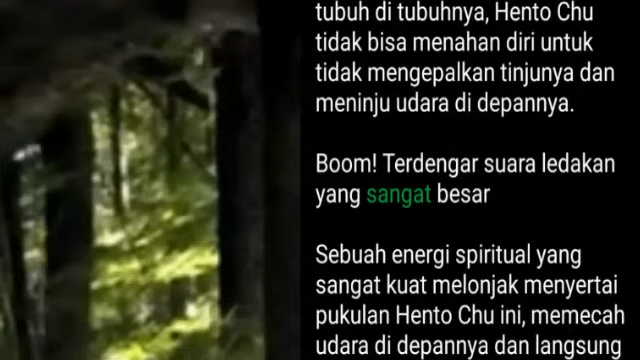 tubuh di tubuhnya, Hento Chu
tidak bisa menahan diri untuk
tidak mengepalkan tinjunya dan
meninju udara di depannya.
Boom! Terdengar suara ledakan
yang sangat besar
Sebuah energi spiritual yang
sangat kuat melonjak menyertai
pukulan Hento Chu ini, memecah
udara di depannya dan langsung